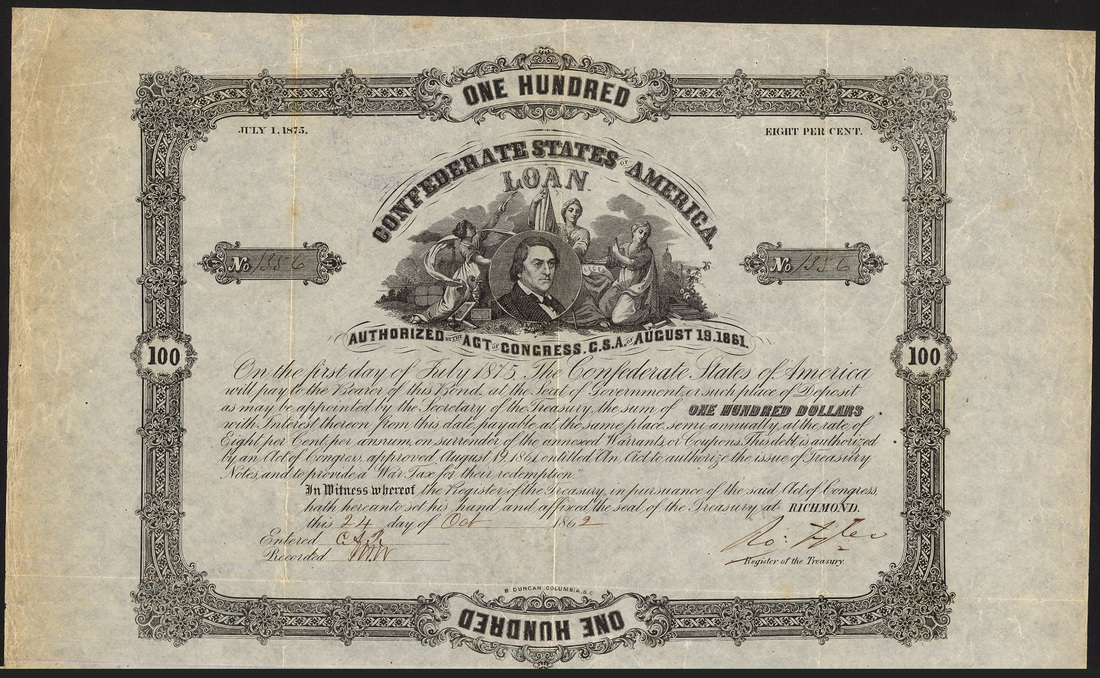 ONE HUNDRED
JULY 1, 1875.
EIGHT PER CENT.
CONFEDERATE STATES OF AMERICA.
LOAN.
No 1356
No 1356
AUTHORIZED BY THE ACT OF CONGRESS. C.S.A. OF AUGUST 19.1861.
100
100
On the first day of July 1875, The Confederate States of America
will pay to the Bearer of this Bond, at the Seat of Government, or such place of Deposit
as may be appointed by the Secretary of the Treasury, the sum of ONE HUNDRED DOLLARS
with Interest thereon from this date, payable at the same place, semi-annually, at the rate of
Eight per Cent, per annum, on surrender of the annexed Warrants, or Coupons. This debt is authorized
by an Act of Congress, approved August 19, 1861, entitled "An Act to authorize the issue of Treasury
Notes, and to provide a War Tax for their redemption."
In Witness whereof, the Register of the Treasury, in pursuance of the said Act of Congress,
hath hereunto set his hand and affixed the seal of the Treasury at RICHMOND.
this 24 day of Oct 1862
Entered
Recorded
Ro: Tyler
Register of the Treasury.
B. DUNCAN, COLUMBIA, S.C.
ONE HUNDRED